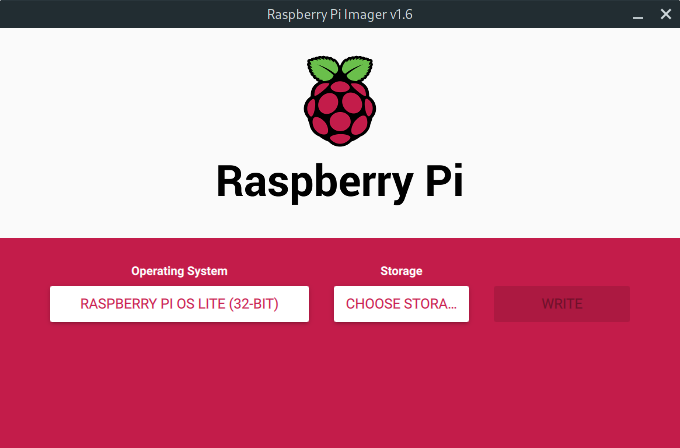 Raspberry Pi Imager v1.6
Raspberry Pi
Operating System
Storage
RASPBERRY PI OS LITE (32-BIT)
CHOOSE STORA...
WRITE